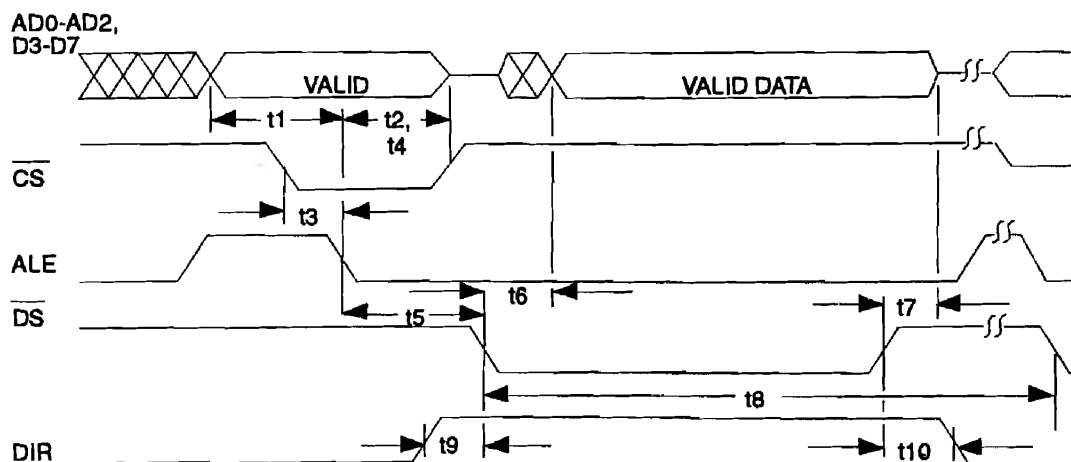 AD0-AD2,
D3-D7
VALID
VALID DATA
t1
t2,
t4
CS
t3
ALE
t6
DS
t5
t7
t8
DIR
t9
t10